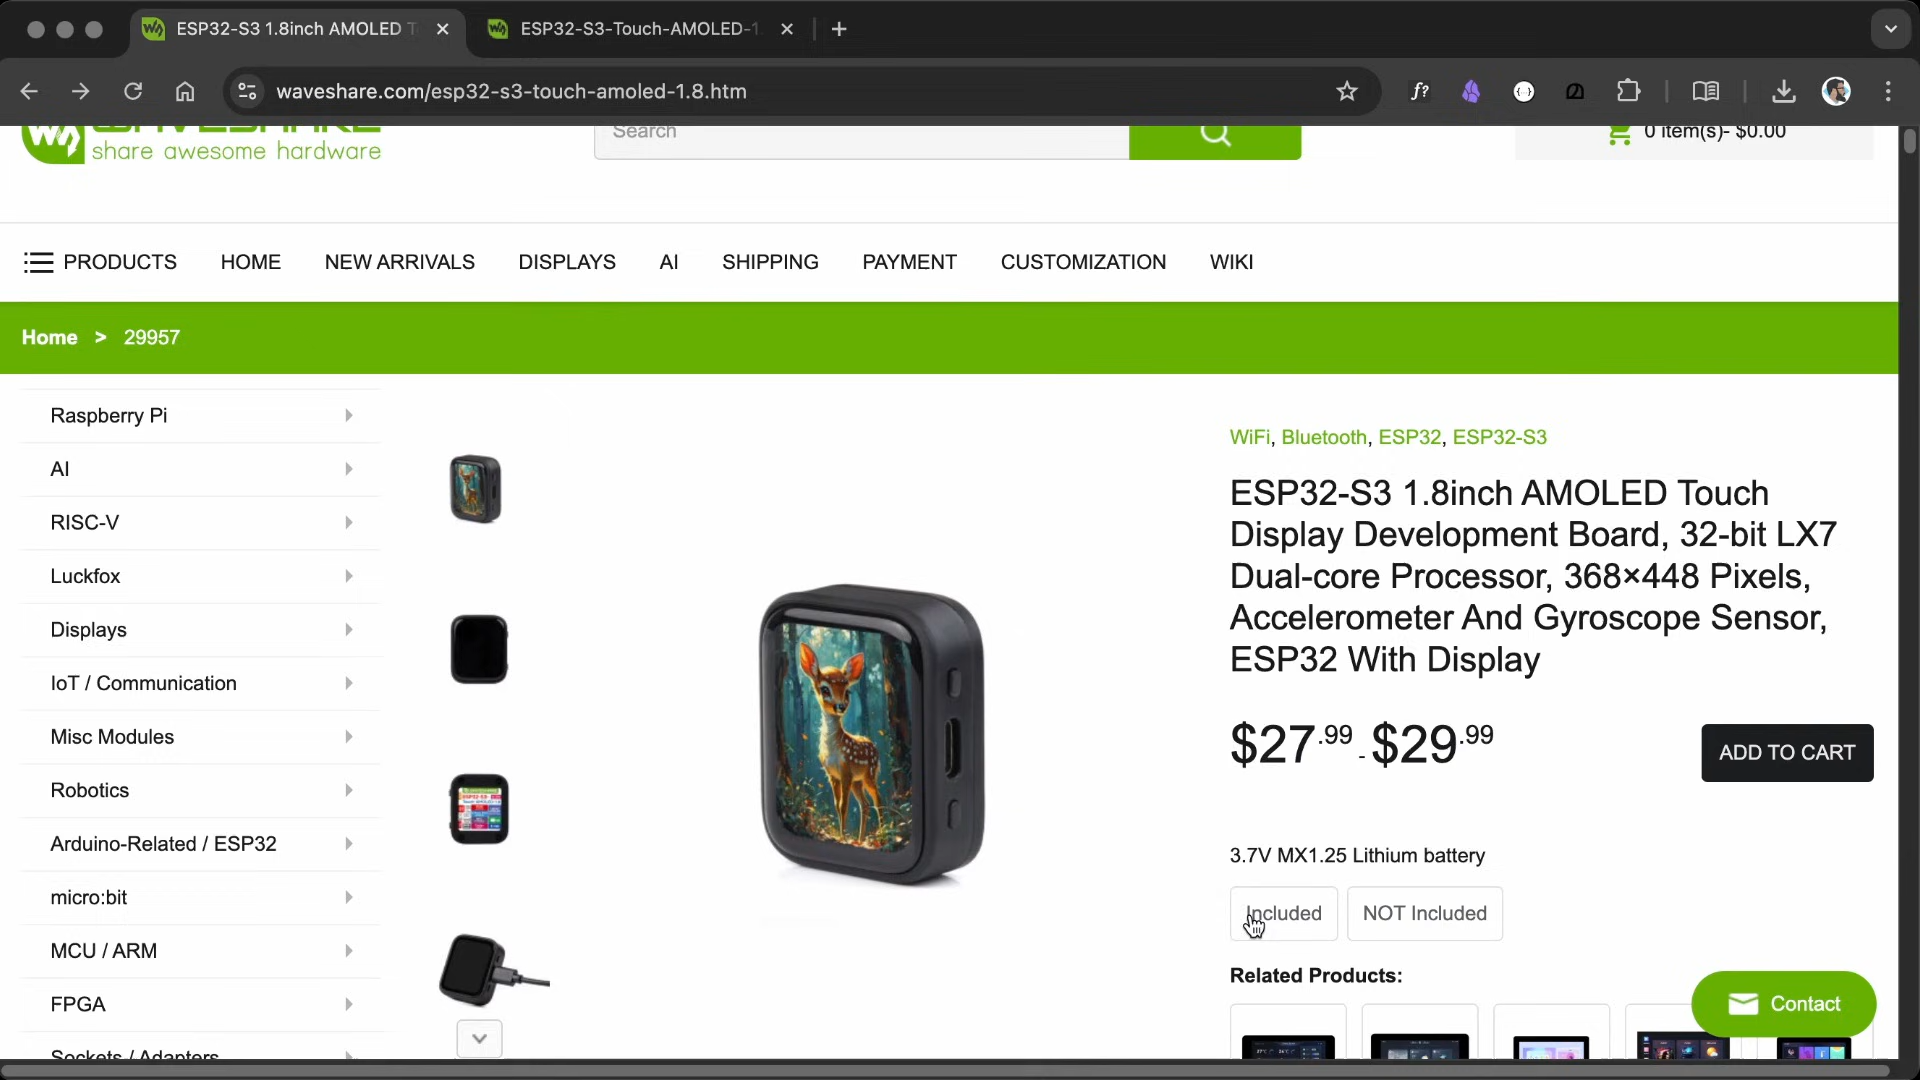 ESP32-S3 1.8inch AMOLED T
ESP32-S3-Touch-AMOLED-1.
waveshare.com/esp32-s3-touch-amoled-1.8.htm
f?
WAVESHARE
share awesome hardware
Search
0 item(s)- $0.00
PRODUCTS
HOME
NEW ARRIVALS
DISPLAYS
AI
SHIPPING
PAYMENT
CUSTOMIZATION
WIKI
Home > 29957
Raspberry Pi
AI
RISC-V
Luckfox
Displays
IoT / Communication
Misc Modules
Robotics
Arduino-Related / ESP32
micro:bit
MCU / ARM
FPGA
Sockets / Adapters
WiFi, Bluetooth, ESP32, ESP32-S3
ESP32-S3 1.8inch AMOLED Touch
Display Development Board, 32-bit LX7
Dual-core Processor, 368×448 Pixels,
Accelerometer And Gyroscope Sensor,
ESP32 With Display
$27.99 - $29.99
ADD TO CART
3.7V MX1.25 Lithium battery
Included
NOT Included
Related Products:
Contact